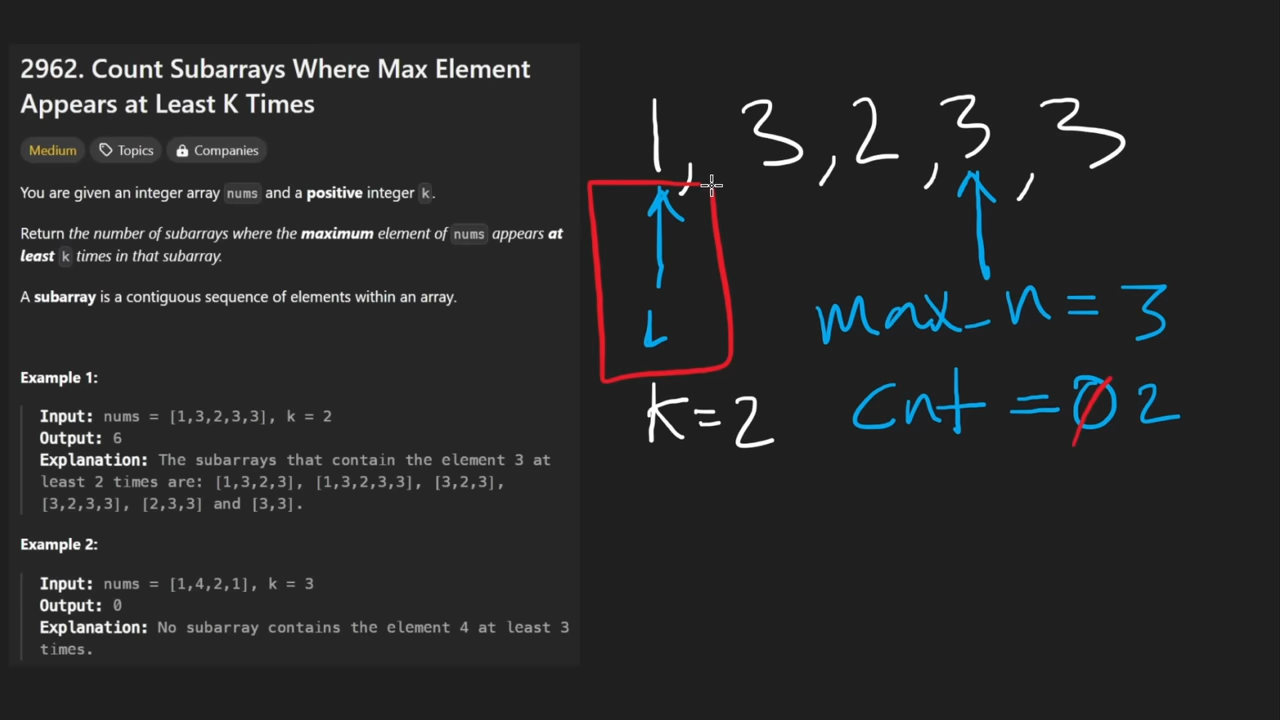 2962. Count Subarrays Where Max Element
Appears at Least K Times
Medium Topics Companies
You are given an integer array nums and a positive integer k.
Return the number of subarrays where the maximum element of nums appears at
least k times in that subarray.
A subarray is a contiguous sequence of elements within an array.
Example 1:
Input: nums = [1,3,2,3,3], k = 2
Output: 6
Explanation: The subarrays that contain the element 3 at
least 2 times are: [1,3,2,3], [1,3,2,3,3], [3,2,3],
[3,2,3,3], [2,3,3] and [3,3].
Example 2:
Input: nums = [1,4,2,1], k = 3
Output: 0
Explanation: No subarray contains the element 4 at least 3
times.
1, 3, 2, 3, 3
L
max_n = 3
k=2
cnt = 0 2